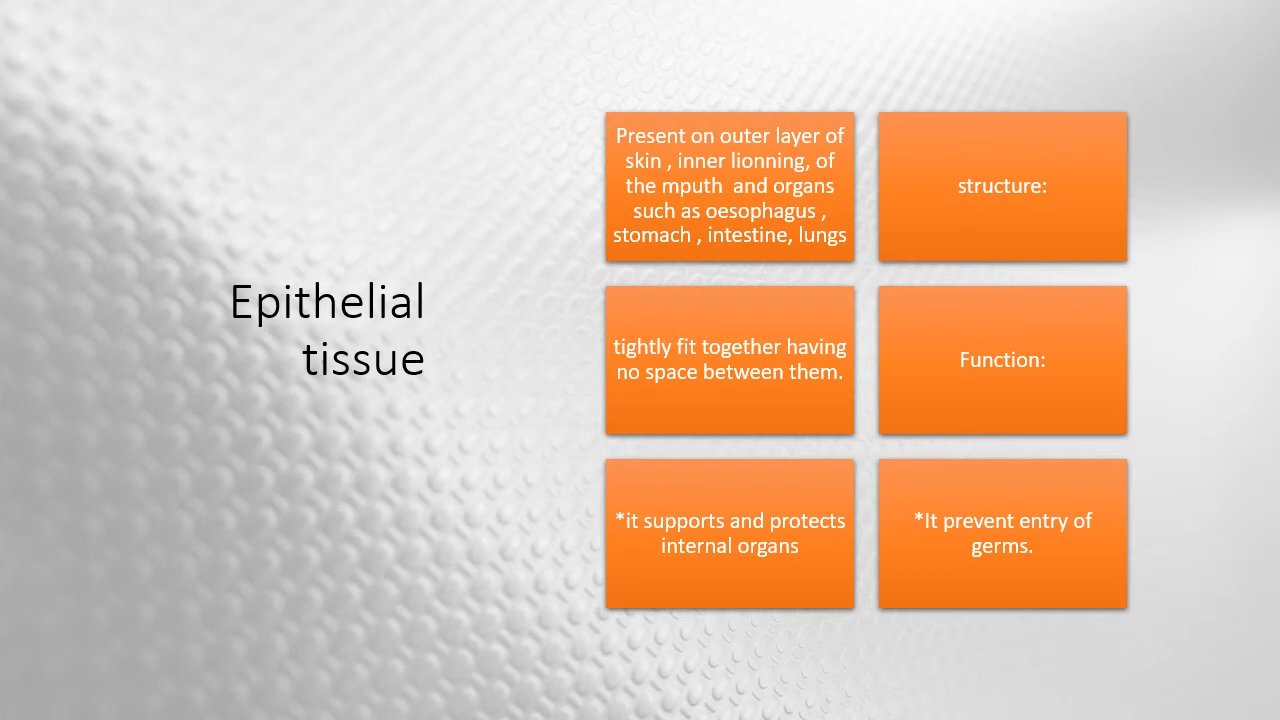 Epithelial
tissue
Present on outer layer of
skin , inner lionning, of
the mputh  and organs
such as oesophagus ,
stomach , intestine, lungs
structure:
tightly fit together having
no space between them.
Function:
*it supports and protects
internal organs
*It prevent entry of
germs.